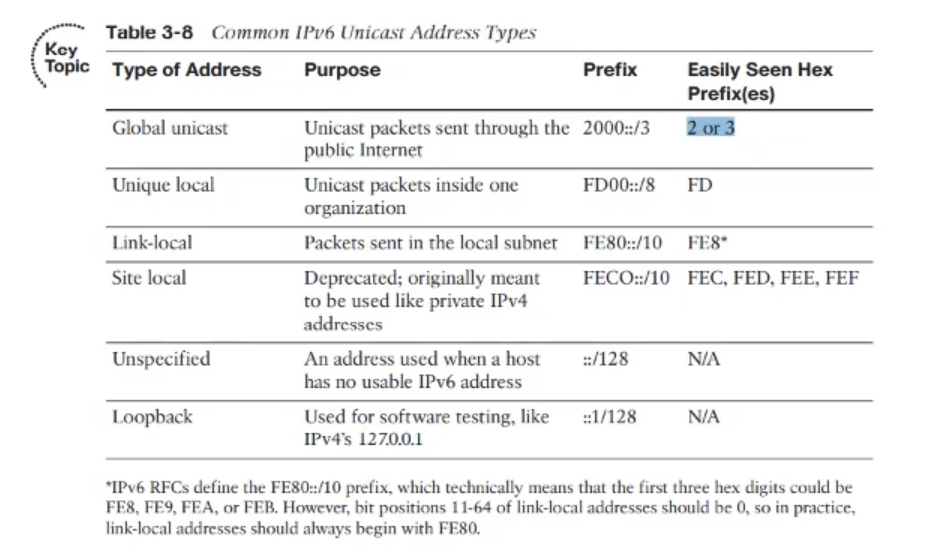 Key
Topic
Table 3-8 Common IPv6 Unicast Address Types
Type of Address Purpose Prefix Easily Seen Hex
Prefix(es)
Global unicast Unicast packets sent through the 2000::/3 2 or 3
public Internet
Unique local Unicast packets inside one FD00::/8 FD
organization
Link-local Packets sent in the local subnet FE80::/10 FE8*
Site local Deprecated; originally meant FECO::/10 FEC, FED, FEE, FEF
to be used like private IPv4
addresses
Unspecified An address used when a host ::/128 N/A
has no usable IPv6 address
Loopback Used for software testing, like ::1/128 N/A
IPv4's 127.0.0.1
*IPv6 RFCs define the FE80::/10 prefix, which technically means that the first three hex digits could be
FE8, FE9, FEA, or FEB. However, bit positions 11-64 of link-local addresses should be 0, so in practice,
link-local addresses should always begin with FE80.